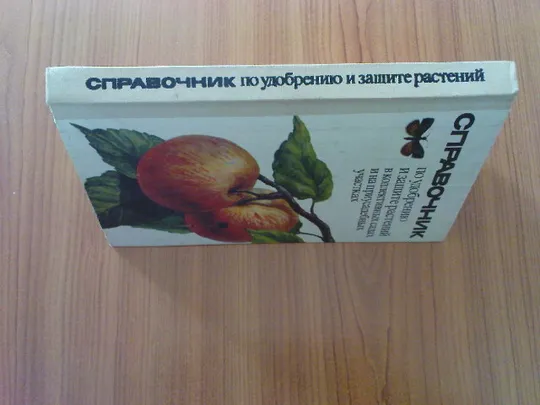 СПРАВОЧНИК по удобрению и защите растений
СПРАВОЧНИК
по удобрению
и защите растений
в коллективных садах
и на приусадебных
участках